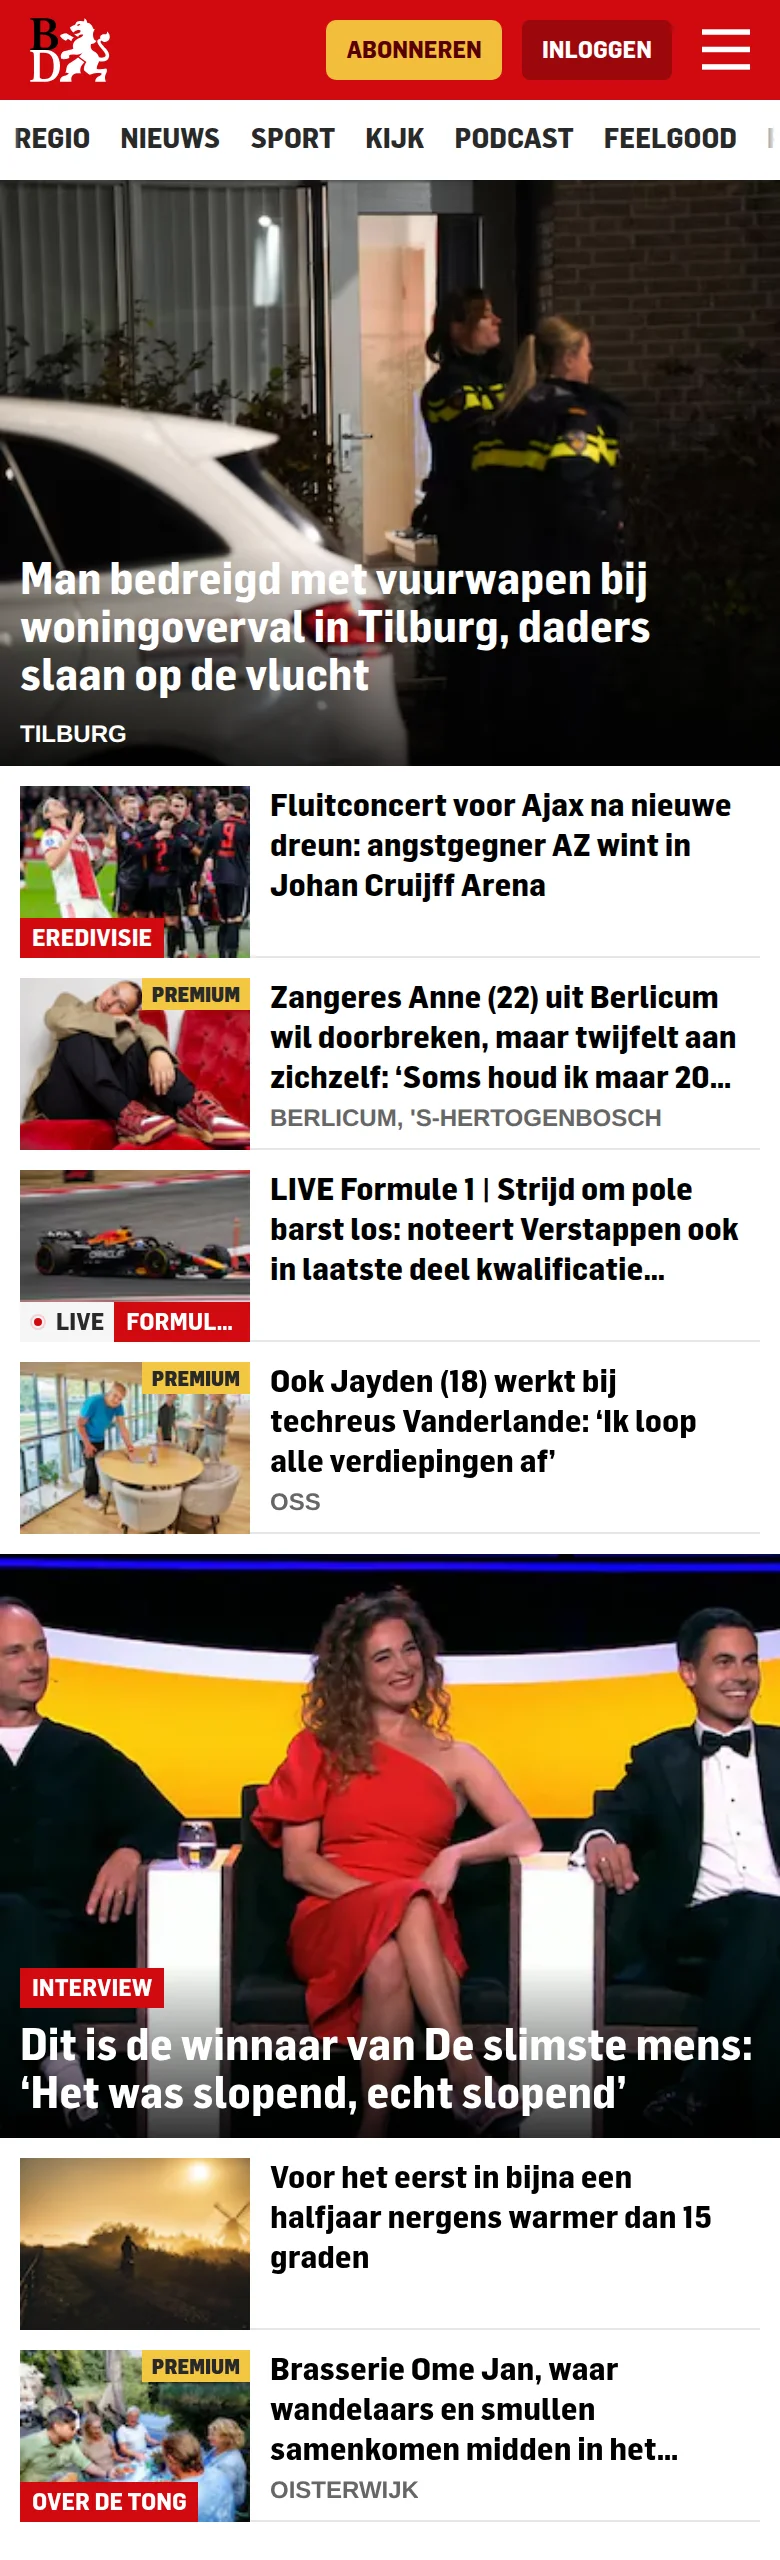 BD
ABONNEREN
INLOGGEN
REGIO NIEUWS SPORT KIJK PODCAST FEELGOOD
Man bedreigd met vuurwapen bij
woningoverval in Tilburg, daders
slaan op de vlucht
TILBURG
Fluitconcert voor Ajax na nieuwe
dreun: angstgegner AZ wint in
Johan Cruijff Arena
EREDIVISIE
PREMIUM
Zangeres Anne (22) uit Berlicum
wil doorbreken, maar twijfelt aan
zichzelf: ‘Soms houd ik maar 20...
BERLICUM, 'S-HERTOGENBOSCH
LIVE Formule 1 | Strijd om pole
barst los: noteert Verstappen ook
in laatste deel kwalificatie...
LIVE
FORMUL...
PREMIUM
Ook Jayden (18) werkt bij
techreus Vanderlande: ‘Ik loop
alle verdiepingen af’
OSS
INTERVIEW
Dit is de winnaar van De slimste mens:
‘Het was slopend, echt slopend’
Voor het eerst in bijna een
halfjaar nergens warmer dan 15
graden
PREMIUM
Brasserie Ome Jan, waar
wandelaars en smullen
samenkomen midden in het...
OISTERWIJK
OVER DE TONG